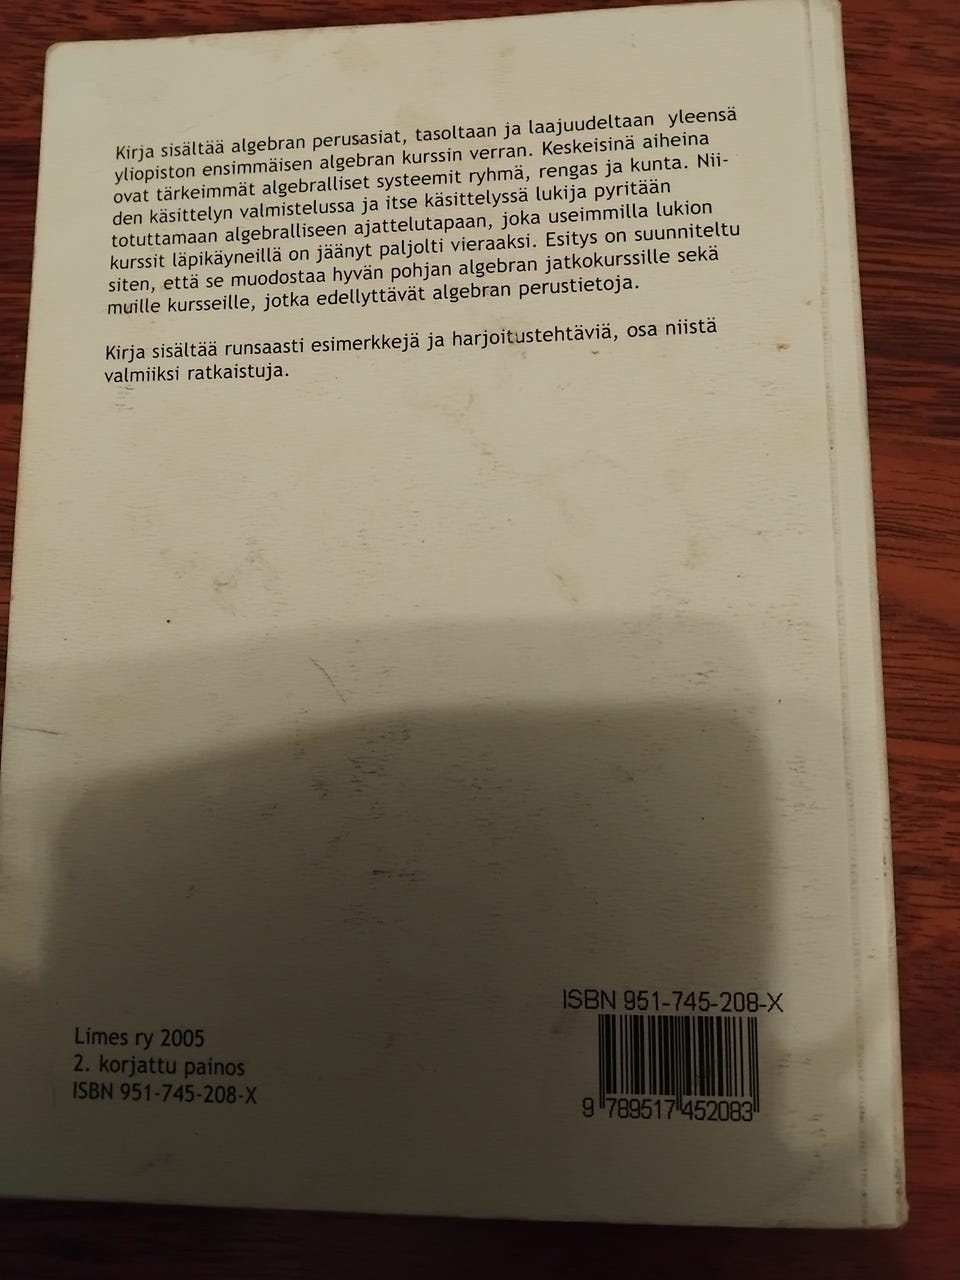 Kirja sisältää algebran perusasiat, tasoltaan ja laajuudeltaan yleensä
yliopiston ensimmäisen algebran kurssin verran. Keskeisinä aiheina
ovat tärkeimmät algebralliset systeemit ryhmä, rengas ja kunta. Nii-
den käsittelyn valmistelussa ja itse käsittelyssä lukija pyritään
totuttamaan algebralliseen ajattelutapaan, joka useimmilla lukion
kurssit läpikäyneillä on jäänyt paljolti vieraaksi. Esitys on suunniteltu
siten, että se muodostaa hyvän pohjan algebran jatkokurssille sekä
muille kursseille, jotka edellyttävät algebran perustietoja.
Kirja sisältää runsaasti esimerkkejä ja harjoitustehtäviä, osa niistä
valmiiksi ratkaistuja.
Limes ry 2005
2. korjattu painos
ISBN 951-745-208-X
ISBN 951-745-208-X
9 789517 452083